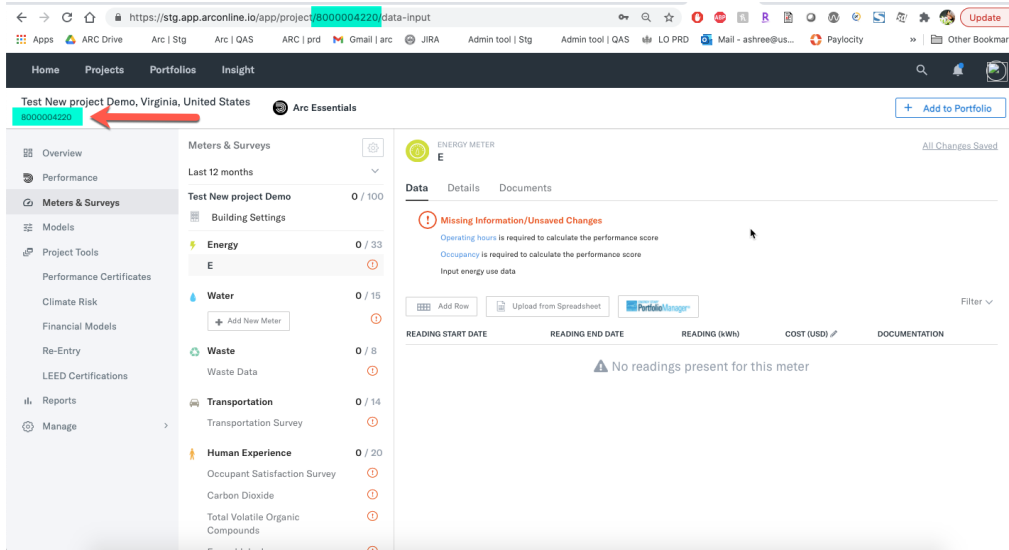 https://stg.app.arconline.io/app/project/8000004220/data-input
Update
Apps ARC Drive Arc | Stg Arc | QAS ARC | prd Gmail | arc JIRA Admin tool | Stg Admin tool | QAS LO PRD Mail - ashree@us... Paylocity » Other Bookmar
Home Projects Portfolios Insight
Test New project Demo, Virginia, United States
8000004220
Arc Essentials
+ Add to Portfolio
Overview
Performance
Meters & Surveys
Models
Project Tools
Performance Certificates
Climate Risk
Financial Models
Re-Entry
LEED Certifications
Reports
Manage
Meters & Surveys
Last 12 months
Test New project Demo 0 / 100
Building Settings
Energy 0 / 33
E
Water 0 / 15
+ Add New Meter
Waste 0 / 8
Waste Data
Transportation 0 / 14
Transportation Survey
Human Experience 0 / 20
Occupant Satisfaction Survey
Carbon Dioxide
Total Volatile Organic
Compounds
ENERGY METER
E
All Changes Saved
Data Details Documents
Missing Information/Unsaved Changes
Operating hours is required to calculate the performance score
Occupancy is required to calculate the performance score
Input energy use data
Add Row Upload from Spreadsheet PortfolioManager
Filter
READING START DATE READING END DATE READING (kWh) COST (USD) DOCUMENTATION
No readings present for this meter